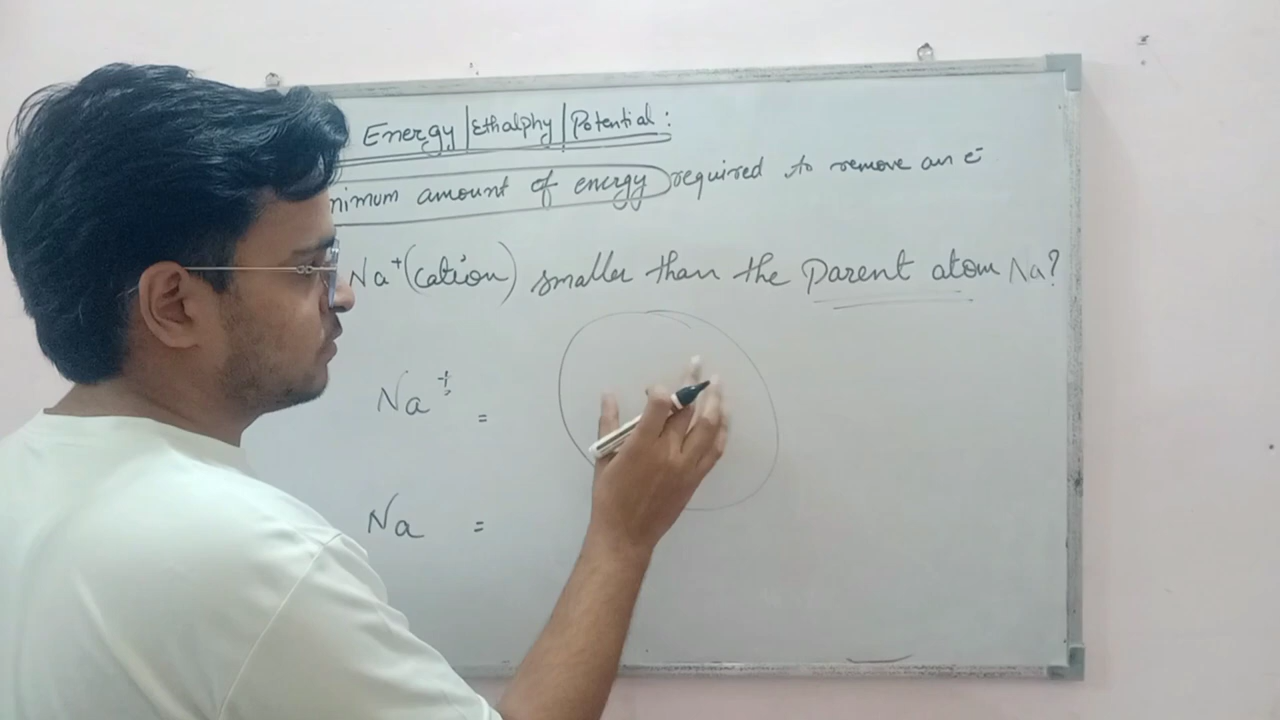 Energy | Ethalphy | Potential :
nimum amount of energy required to remove an e⁻
Na⁺ (cation) smaller than the parent atom Na?
Na⁺ =
Na =